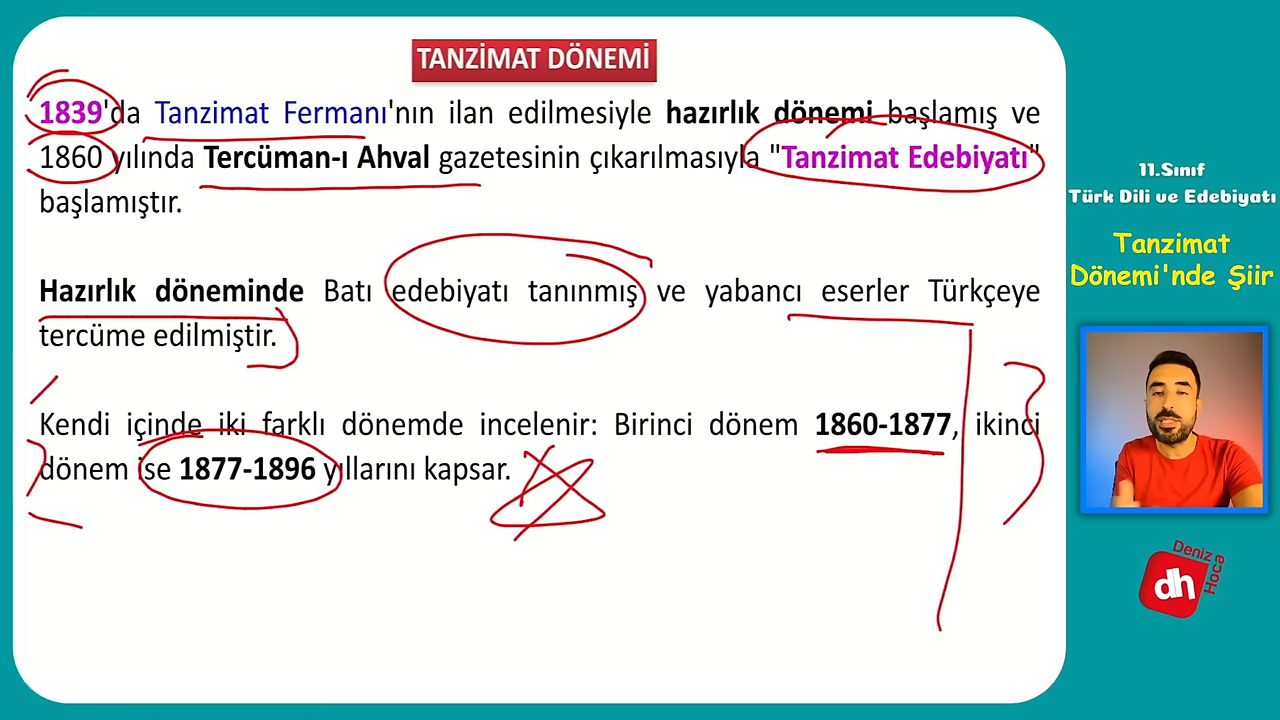 TANZİMAT DÖNEMİ
1839'da Tanzimat Fermanı'nın ilan edilmesiyle hazırlık dönemi başlamış ve
1860 yılında Tercüman-ı Ahval gazetesinin çıkarılmasıyla "Tanzimat Edebiyatı"
başlamıştır.
Hazırlık döneminde Batı edebiyatı tanınmış ve yabancı eserler Türkçeye
tercüme edilmiştir.
Kendi içinde iki farklı dönemde incelenir: Birinci dönem 1860-1877, ikinci
dönem ise 1877-1896 yıllarını kapsar.
11.Sınıf
Türk Dili ve Edebiyatı
Tanzimat
Dönemi'nde Şiir
Deniz
Hoca
dh